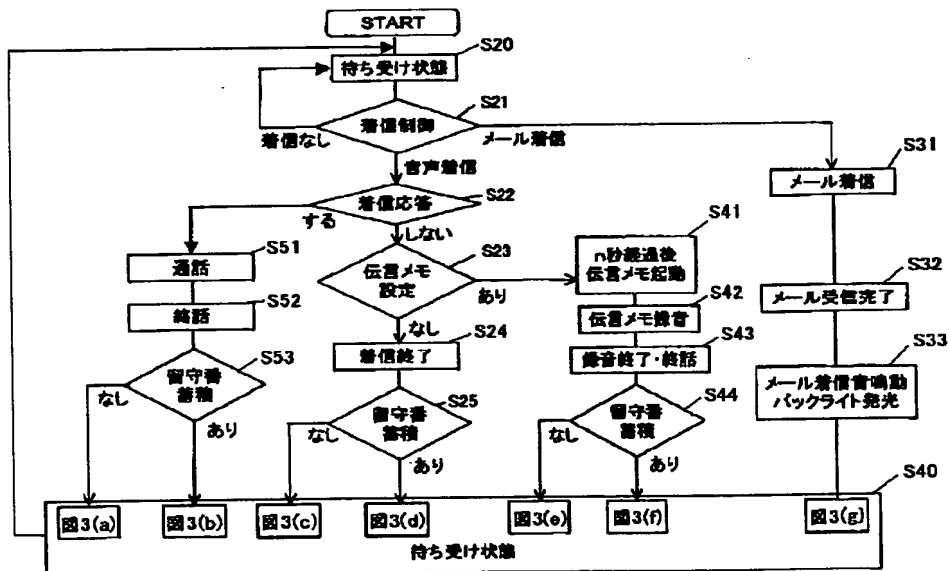 START
S20
待ち受け状態
S21
着信制御
着信なし
メール着信
音声着信
S31
メール着信
S22
着信応答
する
しない
S41
n秒経過後
伝言メモ起動
S51
通話
S23
伝言メモ
設定
あり
S32
メール受信完了
S52
終話
S42
伝言メモ録音
なし
S24
着信終了
S43
録音終了・終話
S33
メール着信音鳴動
バックライト発光
S53
留守番
蓄積
なし
あり
S25
留守番
蓄積
なし
あり
S44
留守番
蓄積
なし
あり
S40
図3(a)
図3(b)
図3(c)
図3(d)
図3(e)
図3(f)
図3(g)
待ち受け状態